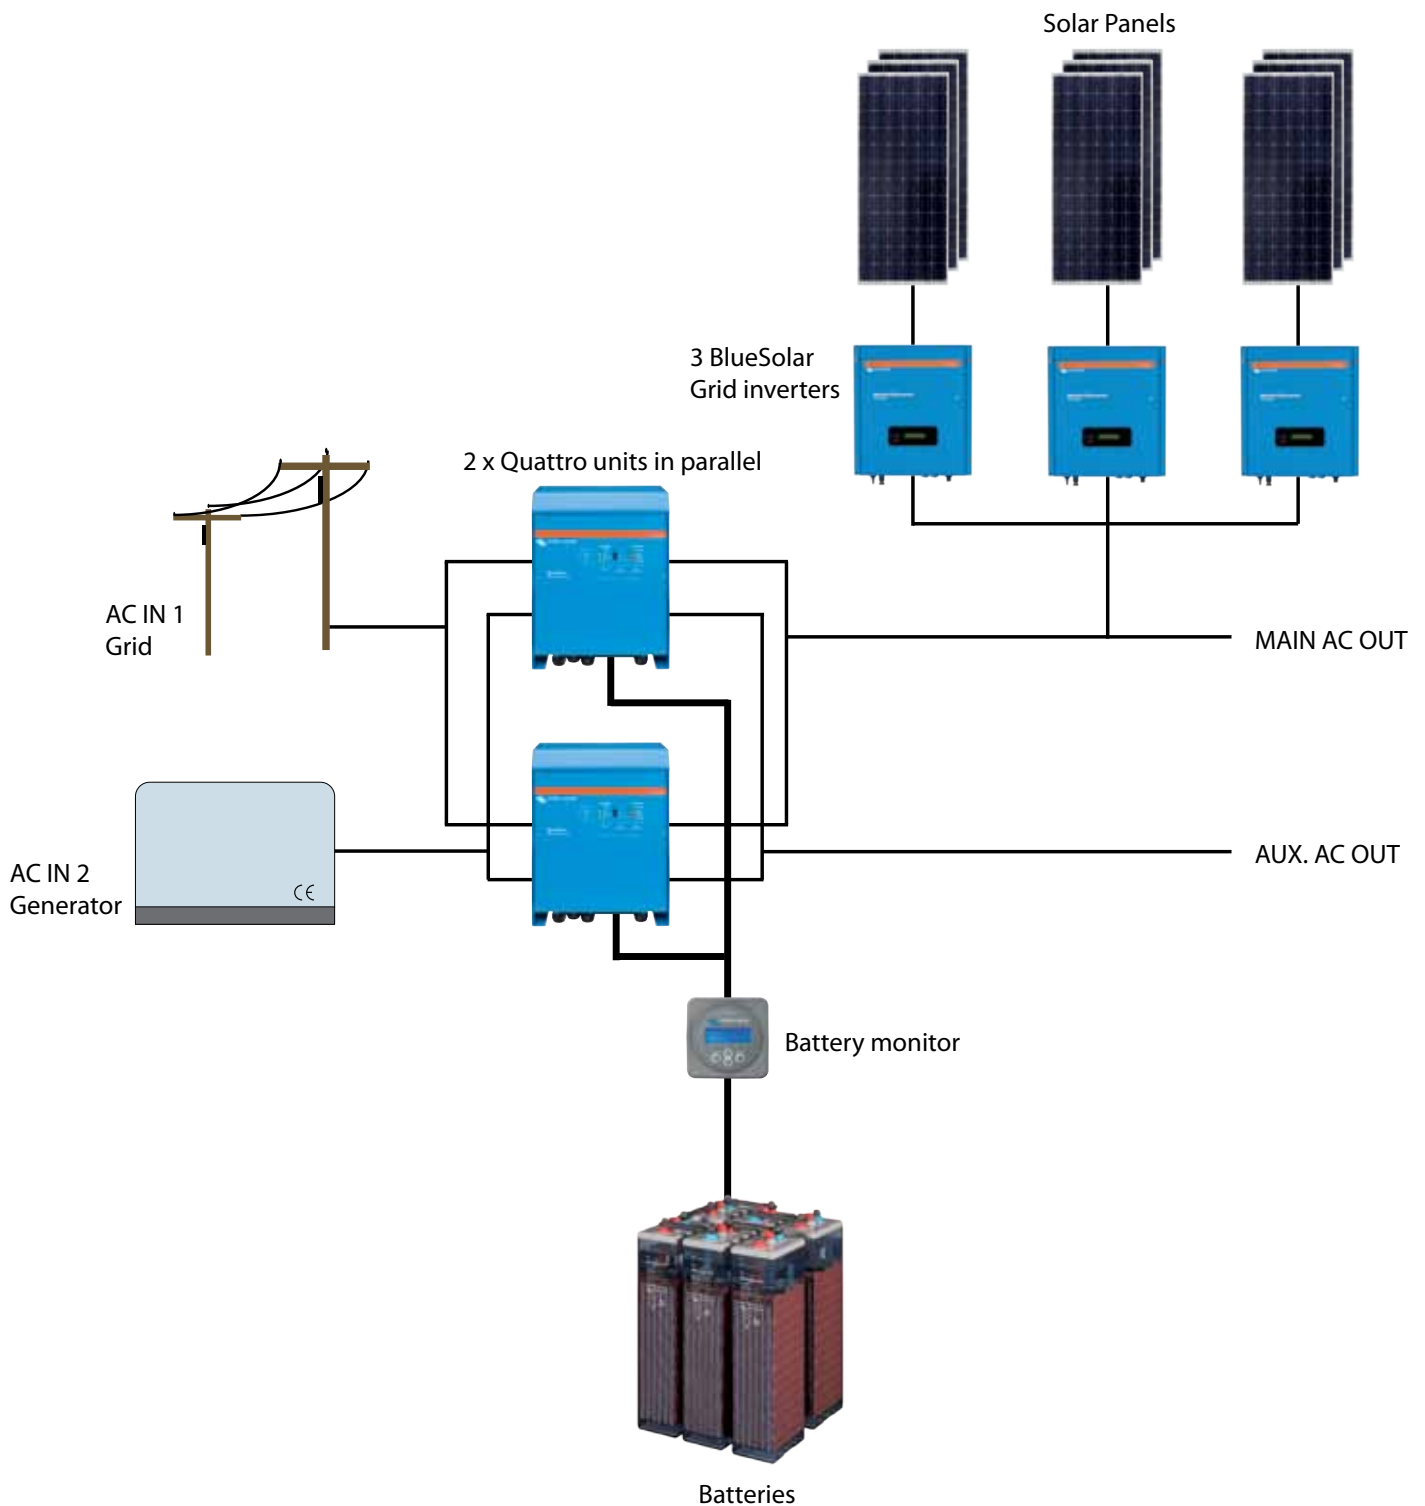 Solar Panels
3 BlueSolar
Grid inverters
2 x Quattro units in parallel
AC IN 1
Grid
MAIN AC OUT
AC IN 2
Generator
CE
AUX. AC OUT
Battery monitor
Batteries